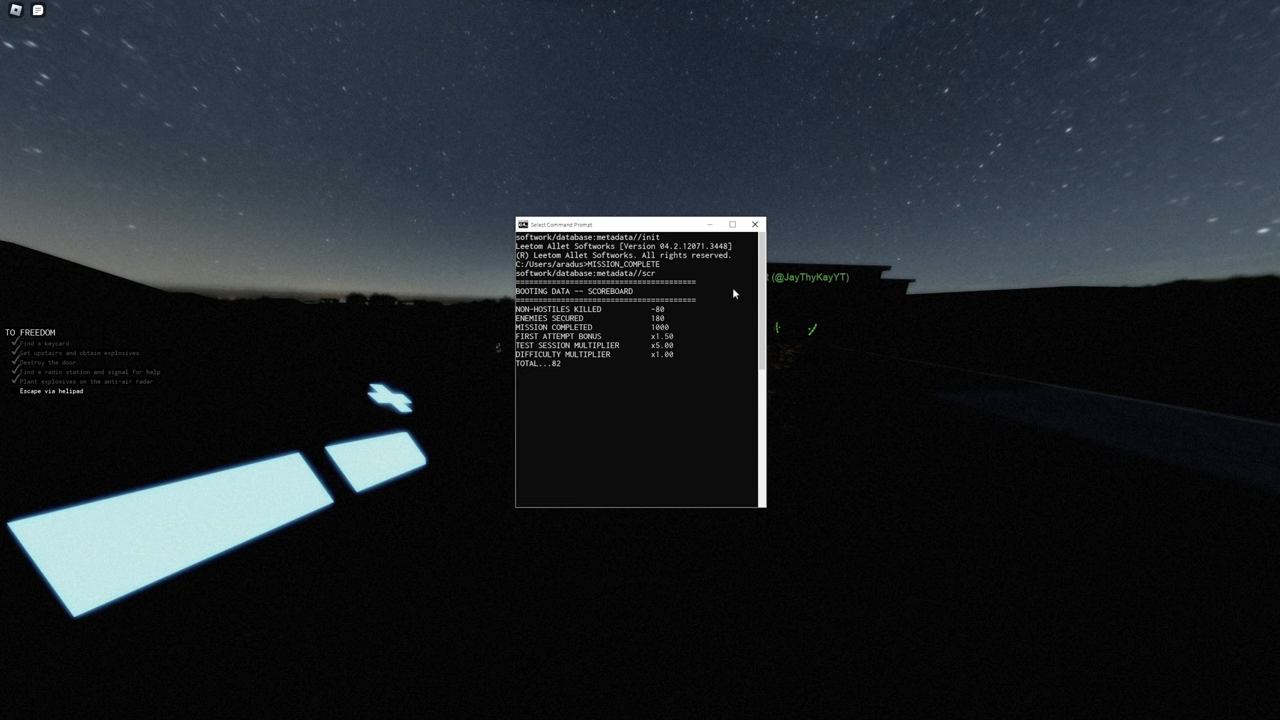 Select Command Prompt
softwork/database:metadata//init
Leetom Allet Softworks [Version 04.2.12071.3448]
(R) Leetom Allet Softworks. All rights reserved.
C:/Users/aradus>MISSION_COMPLETE
softwork/database:metadata//scr
========================================
BOOTING DATA -- SCOREBOARD
========================================
NON-HOSTILES KILLED -80
ENEMIES SECURED 180
MISSION COMPLETED 1000
FIRST ATTEMPT BONUS x1.50
TEST SESSION MULTIPLIER x5.00
DIFFICULTY MULTIPLIER x1.00
TOTAL...82
(@JayThyKayYT)
TO FREEDOM
Find a keycard
Get upstairs and obtain explosives
Destroy the door
Find a radio station and signal for help
Plant explosives on the anti-air radar
Escape via helipad